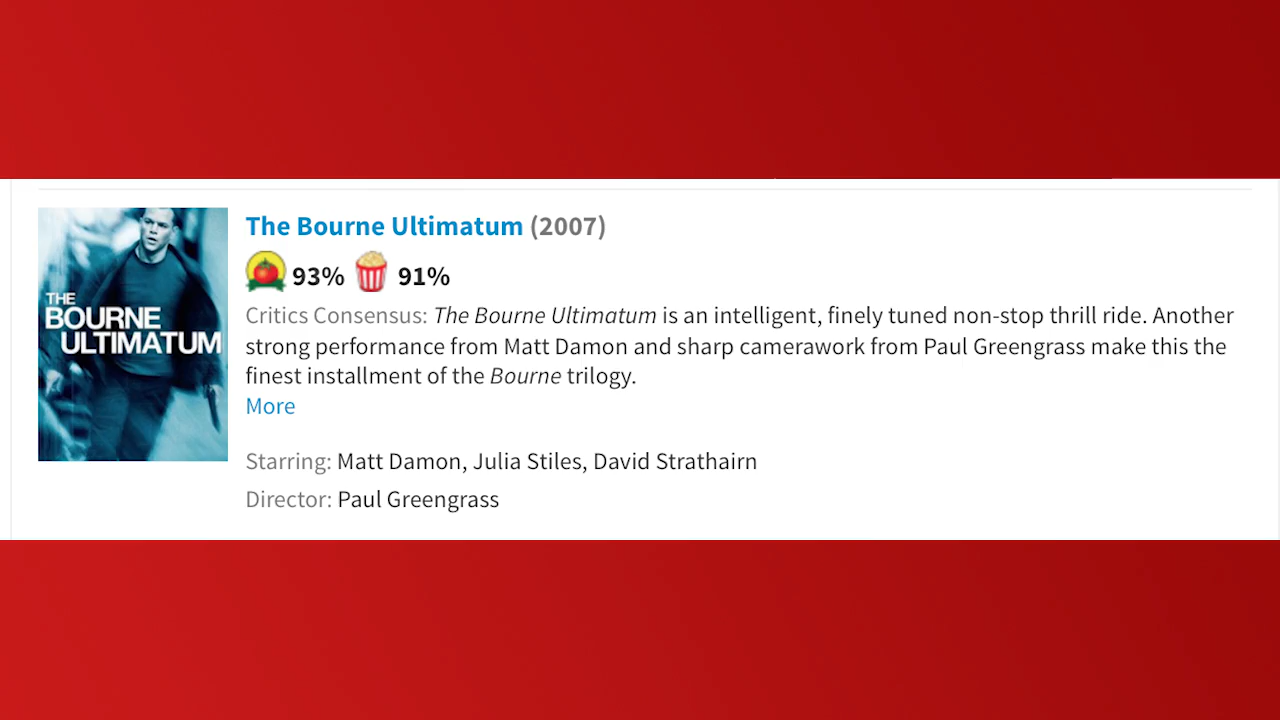 THE
BOURNE
ULTIMATUM
The Bourne Ultimatum (2007)
93% 91%
Critics Consensus: The Bourne Ultimatum is an intelligent, finely tuned non-stop thrill ride. Another
strong performance from Matt Damon and sharp camerawork from Paul Greengrass make this the
finest installment of the Bourne trilogy.
More
Starring: Matt Damon, Julia Stiles, David Strathairn
Director: Paul Greengrass